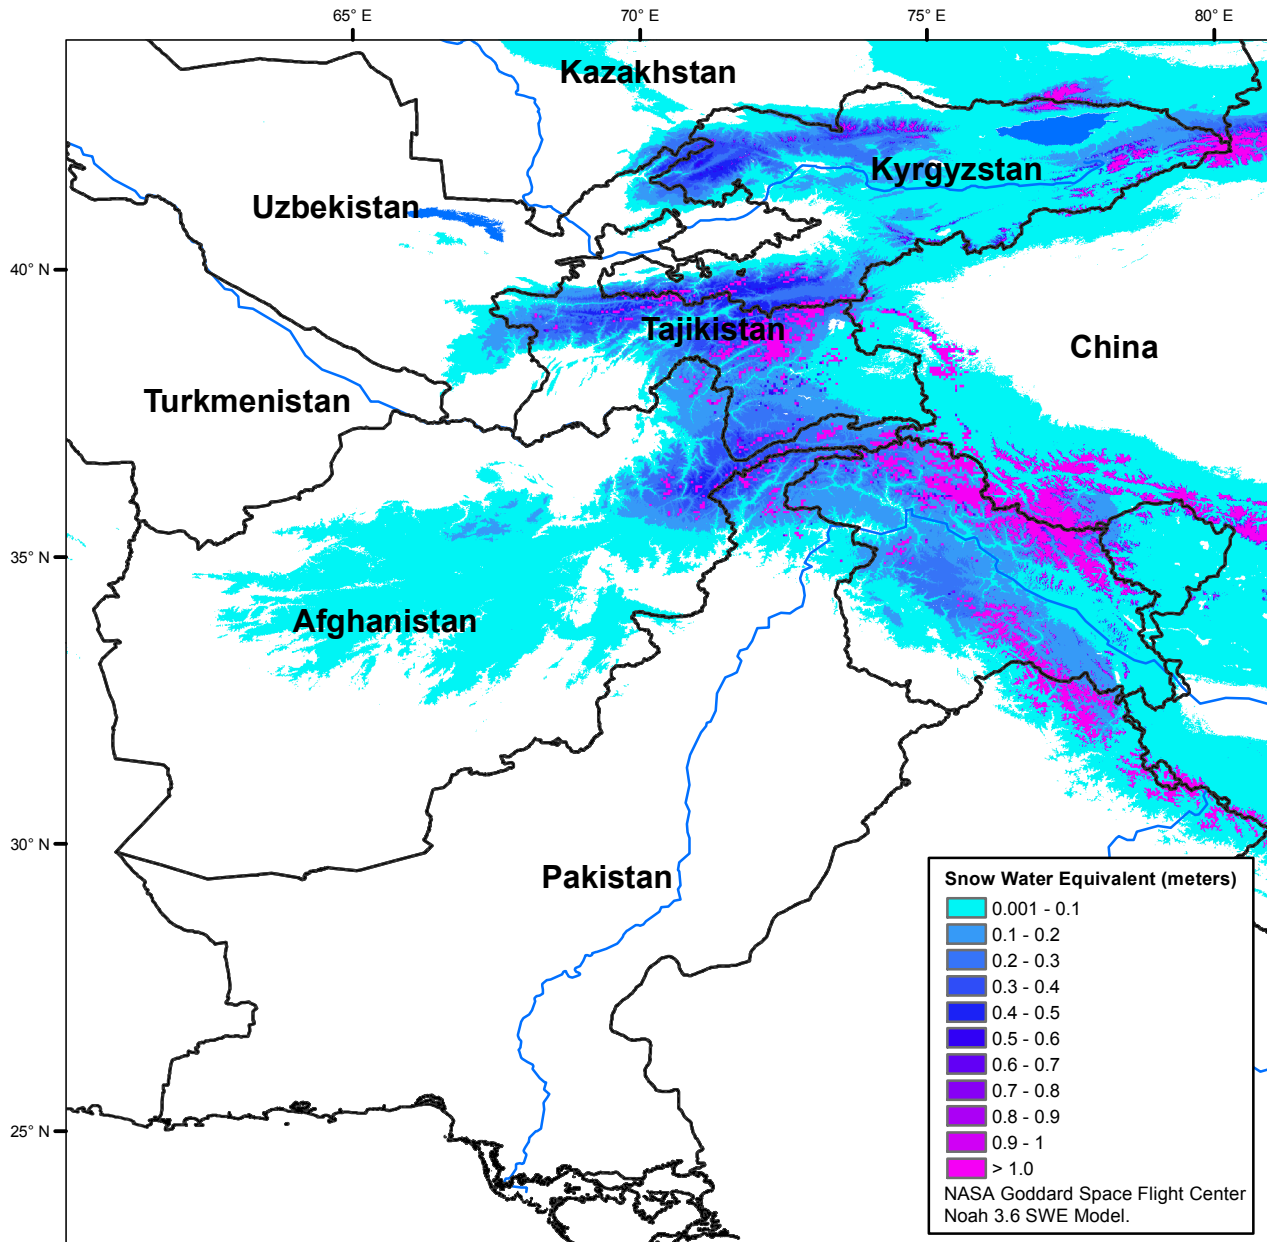 65° E
70° E
75° E
80° E
Kazakhstan
Kyrgyzstan
Uzbekistan
40° N
Tajikistan
China
Turkmenistan
35° N
Afghanistan
30° N
Pakistan
25° N
Snow Water Equivalent (meters)
0.001 - 0.1
0.1 - 0.2
0.2 - 0.3
0.3 - 0.4
0.4 - 0.5
0.5 - 0.6
0.6 - 0.7
0.7 - 0.8
0.8 - 0.9
0.9 - 1
> 1.0
NASA Goddard Space Flight Center
Noah 3.6 SWE Model.